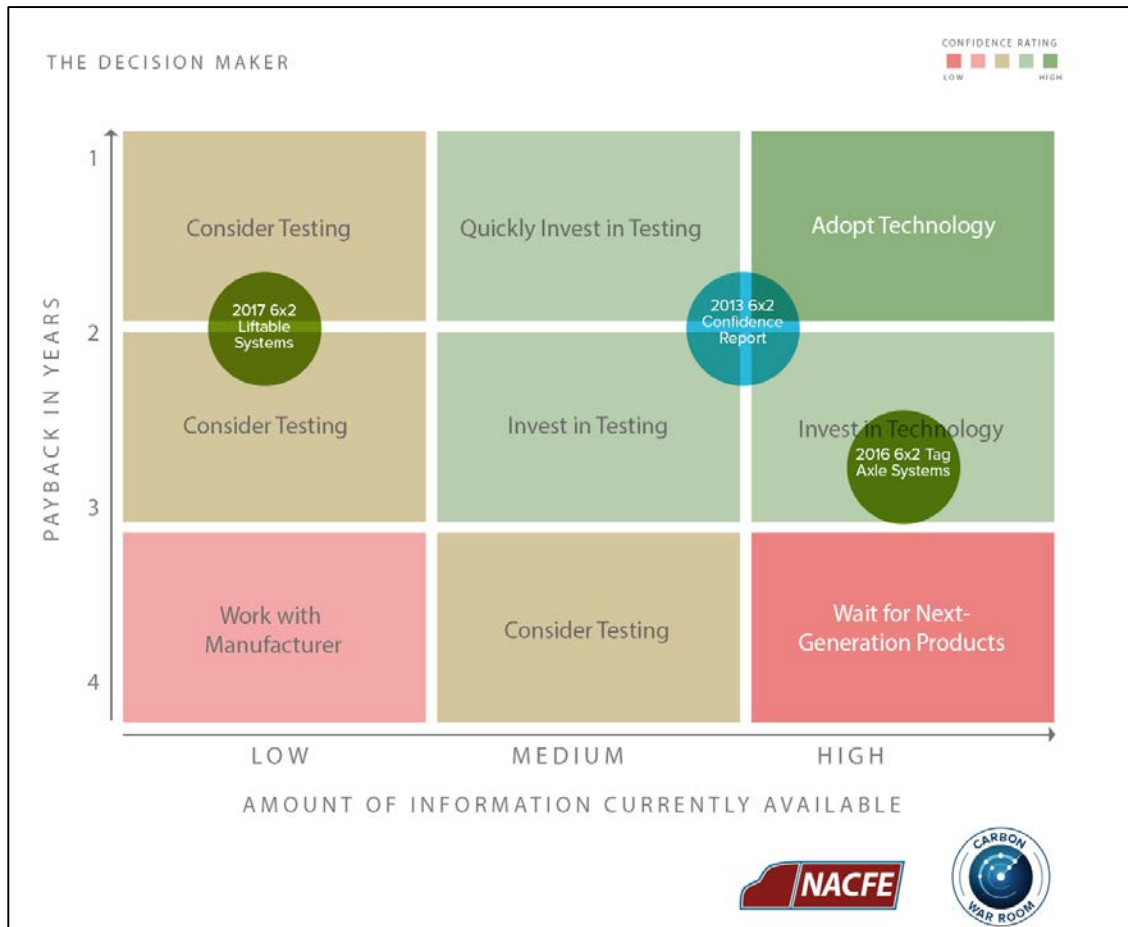 THE DECISION MAKER
CONFIDENCE RATING
LOW HIGH
1
2
3
4
PAYBACK IN YEARS
Consider Testing
Quickly Invest in Testing
Adopt Technology
2017 6x2
Liftable
Systems
2013 6x2
Confidence
Report
Consider Testing
Invest in Testing
Invest in Technology
2016 6x2 Tag
Axle Systems
Work with
Manufacturer
Consider Testing
Wait for Next-
Generation Products
LOW MEDIUM HIGH
AMOUNT OF INFORMATION CURRENTLY AVAILABLE
NACFE
CARBON
WAR ROOM